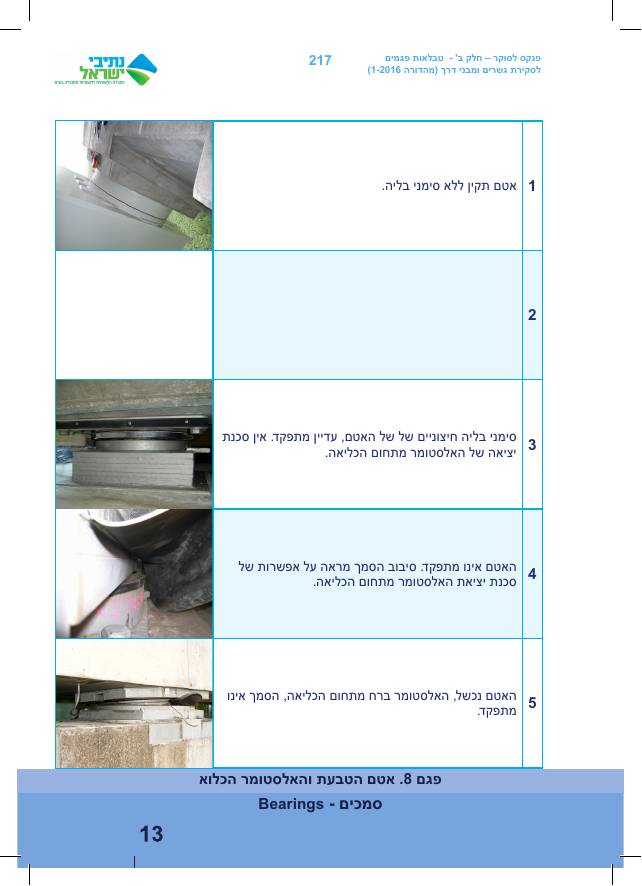 נתיבי
ישראל
פנקס לסוקר – חלק ב' - טבלאות פגמים
217
לסקירת גשרים ומבני דרך (מהדורה 1-2016)
1
אטם תקין ללא סימני בליה.
2
3
סימני בליה חיצוניים של של האטם, עדיין מתפקד. אין סכנת
יציאה של האלסטומר מתחום הכליאה.
4
האטם אינו מתפקד. סיבוב הסמך מראה על אפשרות של
סכנת יציאת האלסטומר מתחום הכליאה.
5
האטם נכשל, האלסטומר ברח מתחום הכליאה, הסמך אינו
מתפקד.
פגם 8. אטם הטבעת והאלסטומר הכלוא
סמכים - Bearings
13